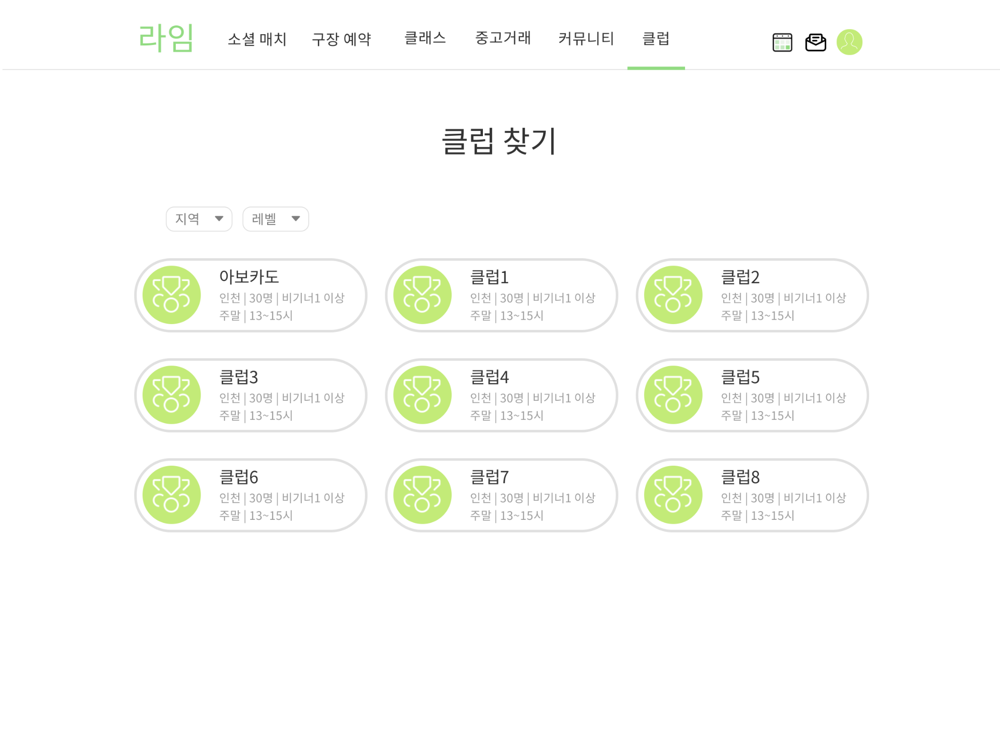 라임
소셜 매치
구장 예약
클래스
중고거래
커뮤니티
클럽
클럽 찾기
지역
레벨
아보카도
인천 | 30명 | 비기너1 이상
주말 | 13~15시
클럽1
인천 | 30명 | 비기너1 이상
주말 | 13~15시
클럽2
인천 | 30명 | 비기너1 이상
주말 | 13~15시
클럽3
인천 | 30명 | 비기너1 이상
주말 | 13~15시
클럽4
인천 | 30명 | 비기너1 이상
주말 | 13~15시
클럽5
인천 | 30명 | 비기너1 이상
주말 | 13~15시
클럽6
인천 | 30명 | 비기너1 이상
주말 | 13~15시
클럽7
인천 | 30명 | 비기너1 이상
주말 | 13~15시
클럽8
인천 | 30명 | 비기너1 이상
주말 | 13~15시